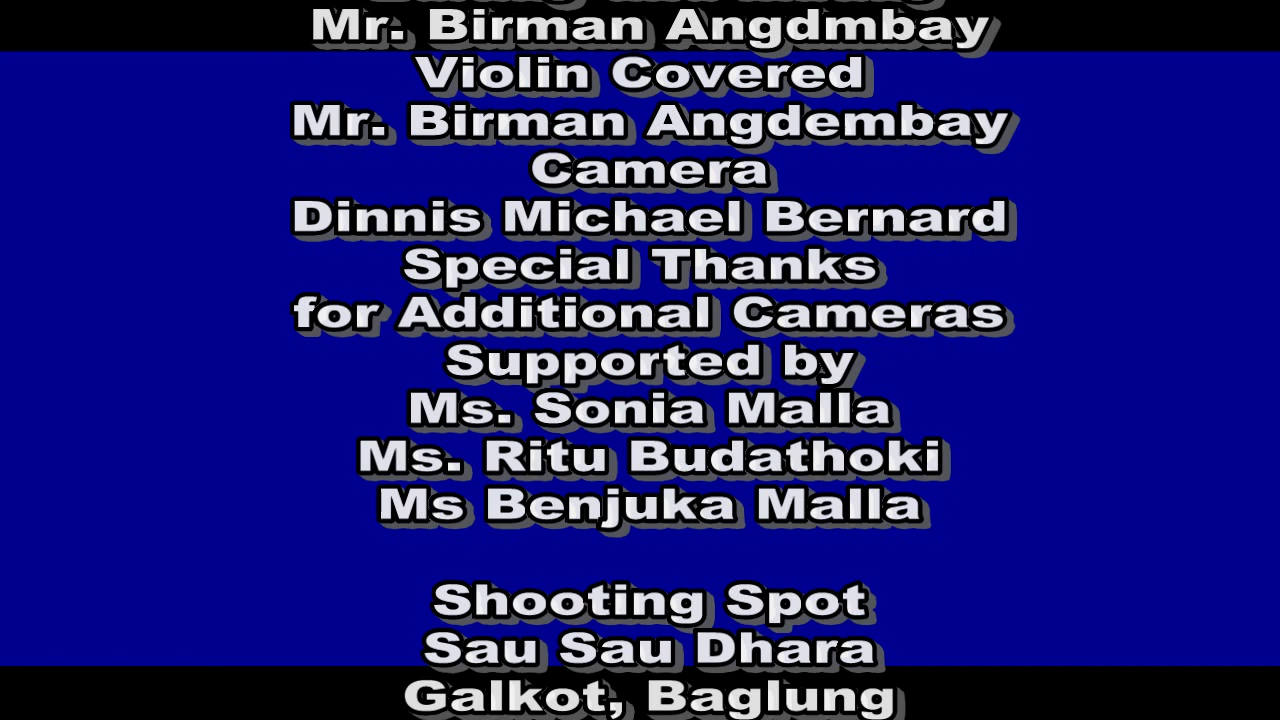 Mr. Birman Angdmbay
Violin Covered
Mr. Birman Angdembay
Camera
Dinnis Michael Bernard
Special Thanks
for Additional Cameras
Supported by
Ms. Sonia Malla
Ms. Ritu Budathoki
Ms Benjuka Malla
Shooting Spot
Sau Sau Dhara
Galkot, Baglung